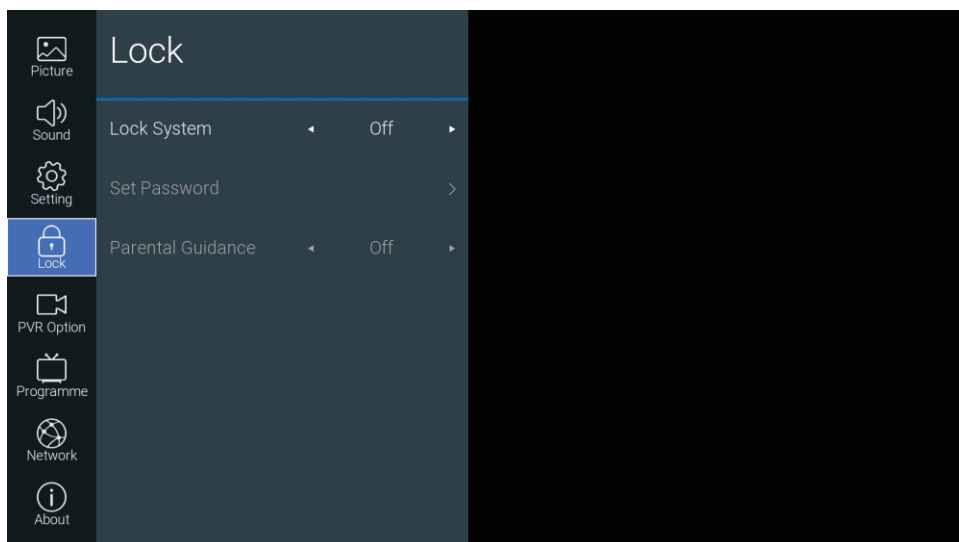 Picture
Sound
Setting
Lock
PVR Option
Programme
Network
About
Lock
Lock System Off
Set Password
Parental Guidance Off